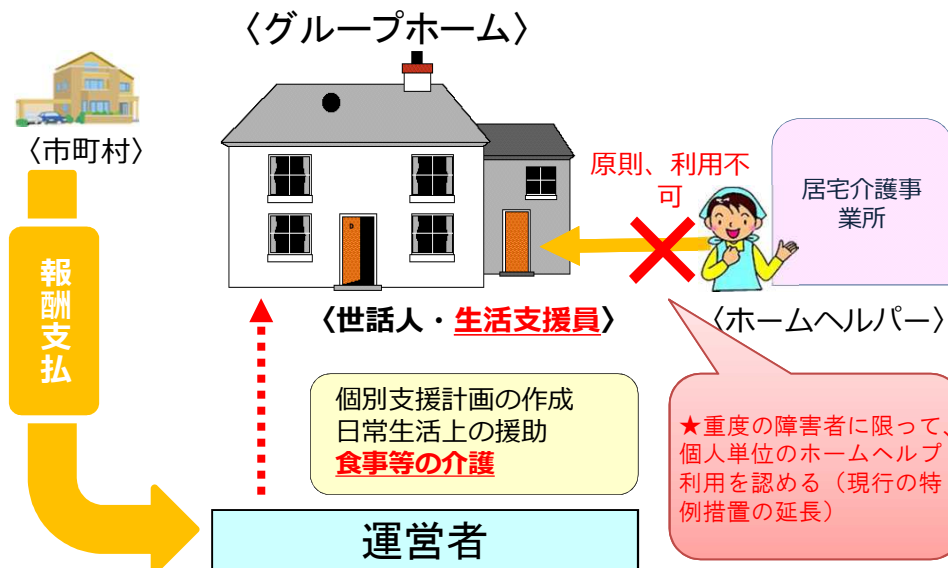 〈グループホーム〉
〈市町村〉
報酬支払
原則、利用不
可
居宅介護事
業所
〈世話人・生活支援員〉
〈ホームヘルパー〉
個別支援計画の作成
日常生活上の援助
食事等の介護
★重度の障害者に限って、
個人単位のホームヘルプ
利用を認める（現行の特
例措置の延長）
運営者